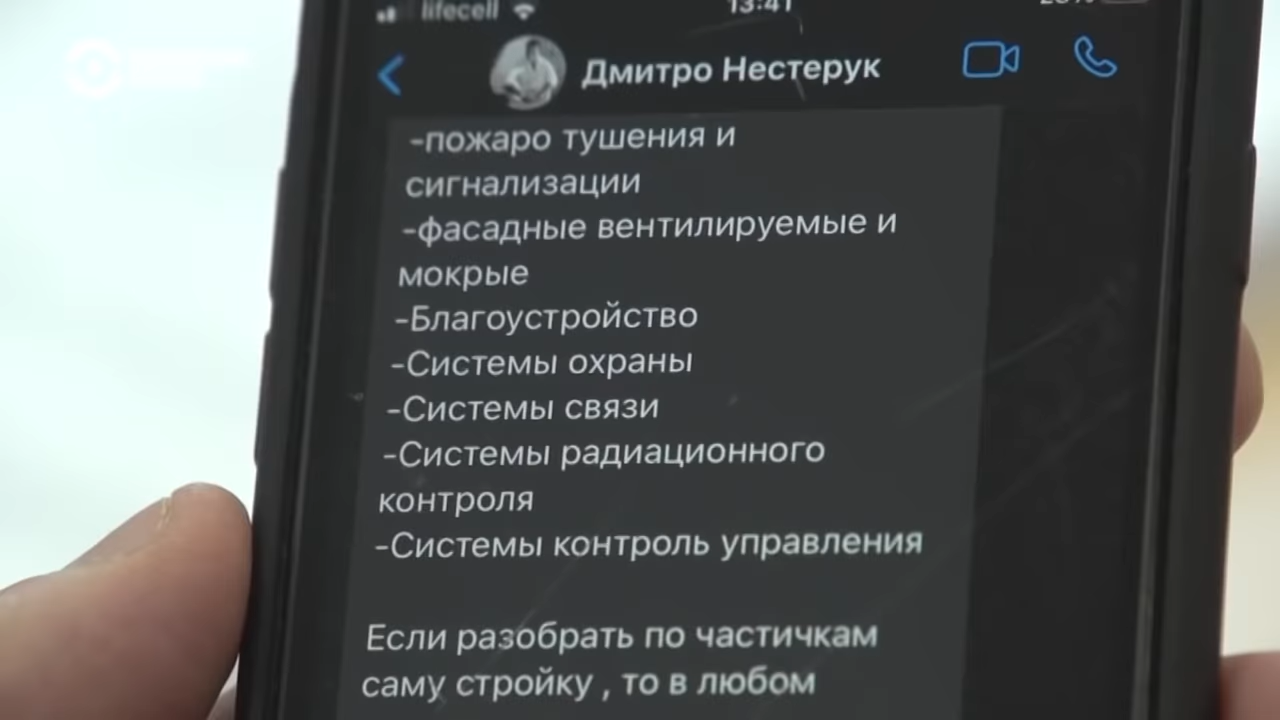 lifecell
13:41
Дмитро Нестерук
-пожаро тушения и
сигнализации
-фасадные вентилируемые и
мокрые
-Благоустройство
-Системы охраны
-Системы связи
-Системы радиационного
контроля
-Системы контроль управления
Если разобрать по частичкам
саму стройку , то в любом